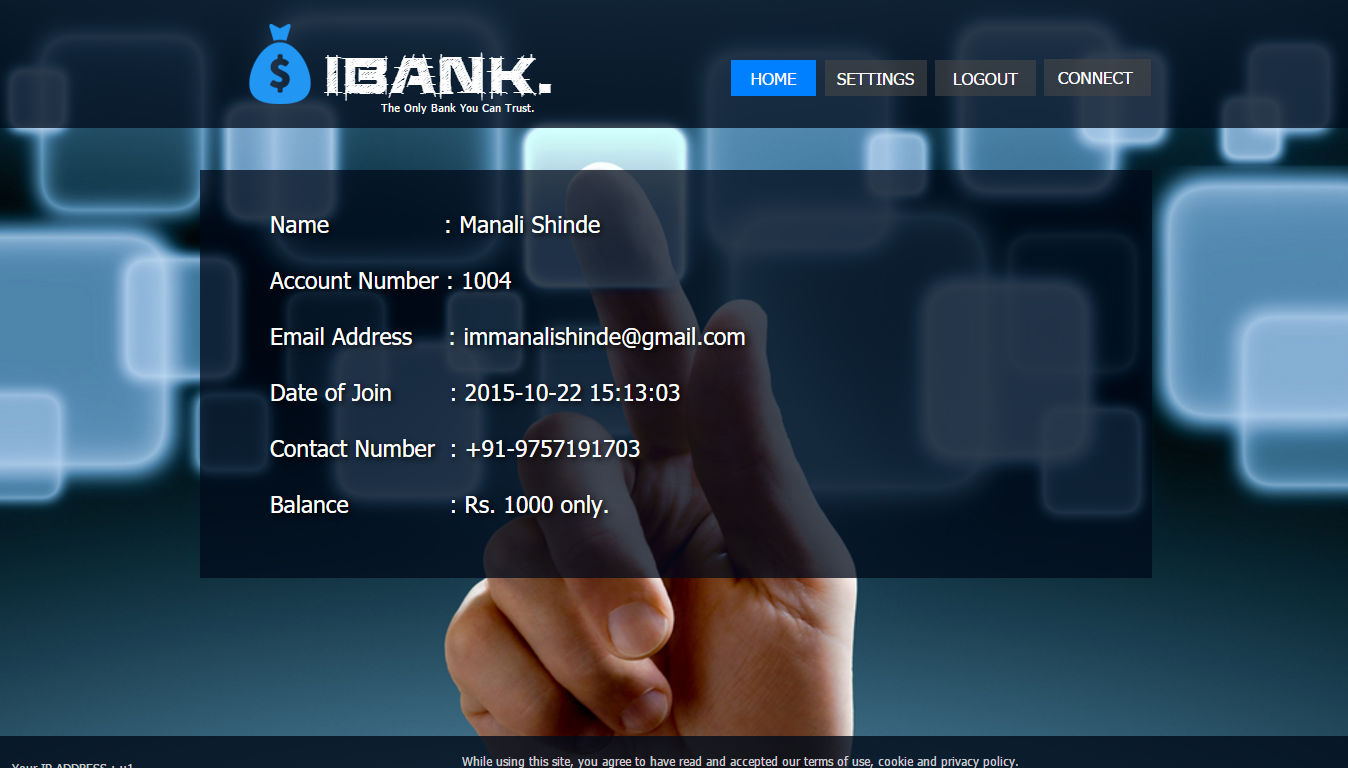 IBANK.
The Only Bank You Can Trust.
HOME SETTINGS LOGOUT CONNECT
Name : Manali Shinde
Account Number : 1004
Email Address : immanalishinde@gmail.com
Date of Join : 2015-10-22 15:13:03
Contact Number : +91-9757191703
Balance : Rs. 1000 only.
While using this site, you agree to have read and accepted our terms of use, cookie and privacy policy.
Your IP ADDRESS :